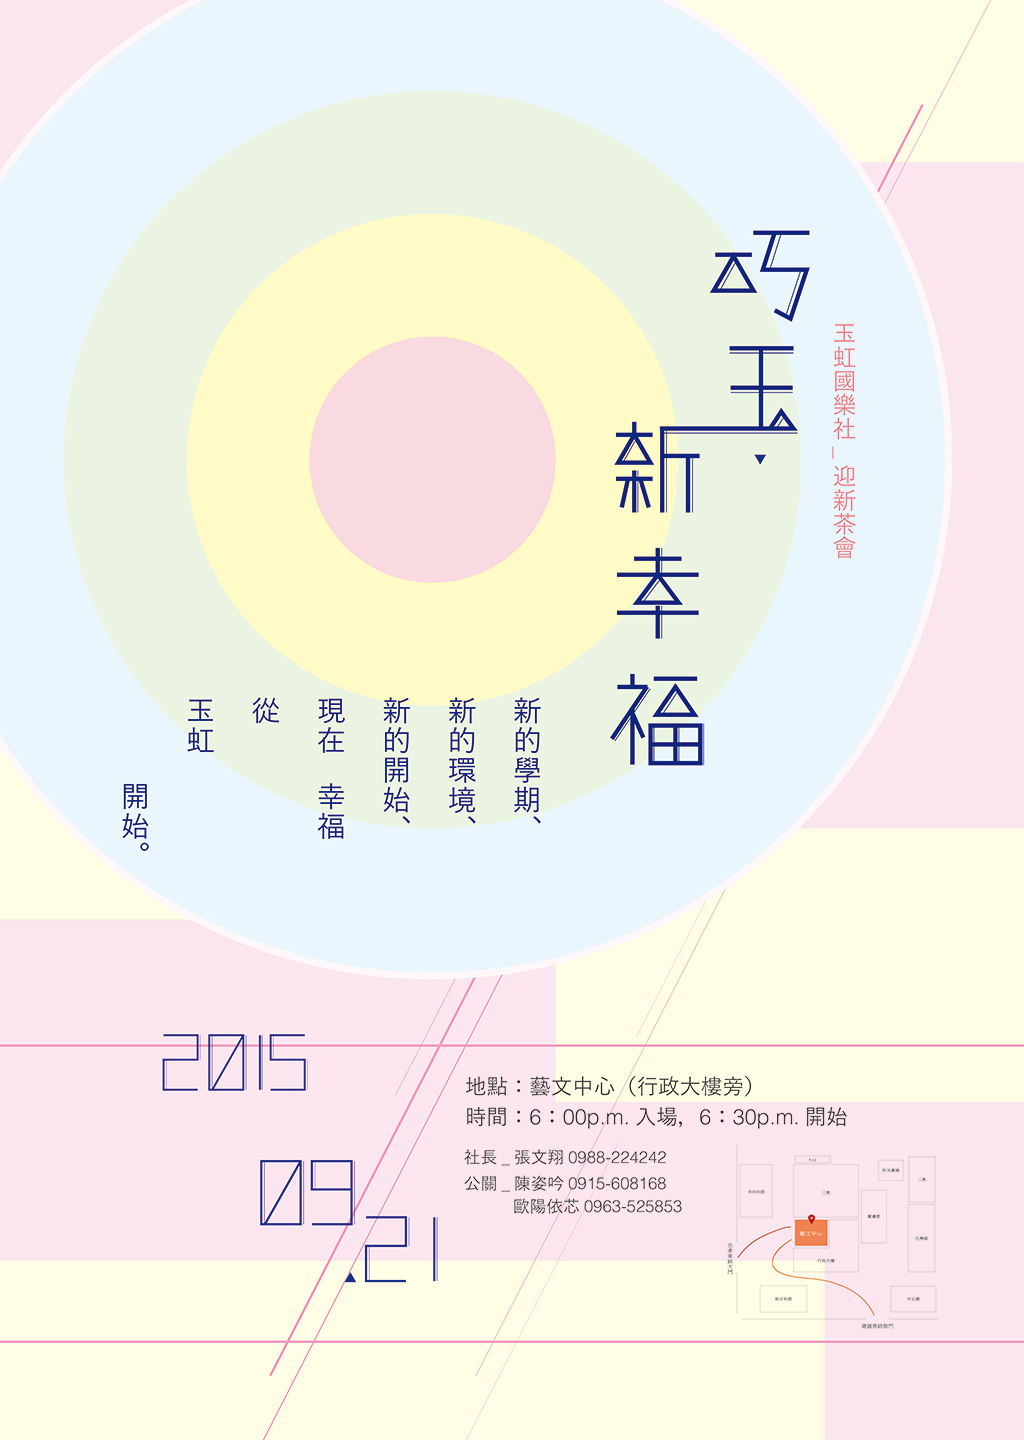 巧玉
新幸福
玉虹國樂社_迎新茶會
新的學期、
新的環境、
新的開始、
現在 幸福
從
玉虹
開始。
2015
09
21
地點：藝文中心（行政大樓旁）
時間：6：00p.m. 入場，6：30p.m. 開始
社長 _ 張文翔 0988-224242
公關 _ 陳姿吟 0915-608168
歐陽依芯 0963-525853
藝文中心
行政大樓